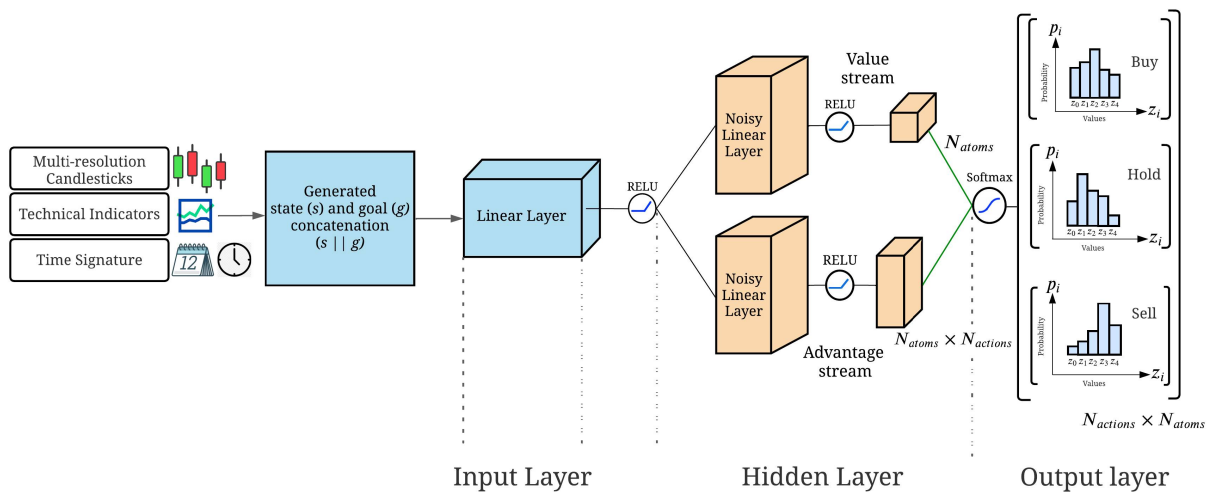 Multi-resolution
Candlesticks
Technical Indicators
Time Signature
12
Generated
state (s) and goal (g)
concatenation
(s || g)
Linear Layer
RELU
Noisy
Linear
Layer
RELU
Value
stream
N_atoms
Noisy
Linear
Layer
RELU
Advantage
stream
N_atoms × N_actions
Softmax
p_i
Probability
Buy
z_0 z_1 z_2 z_3 z_4
z_i
Values
p_i
Probability
Hold
z_0 z_1 z_2 z_3 z_4
z_i
Values
p_i
Probability
Sell
z_0 z_1 z_2 z_3 z_4
z_i
Values
N_actions × N_atoms
Input Layer
Hidden Layer
Output layer